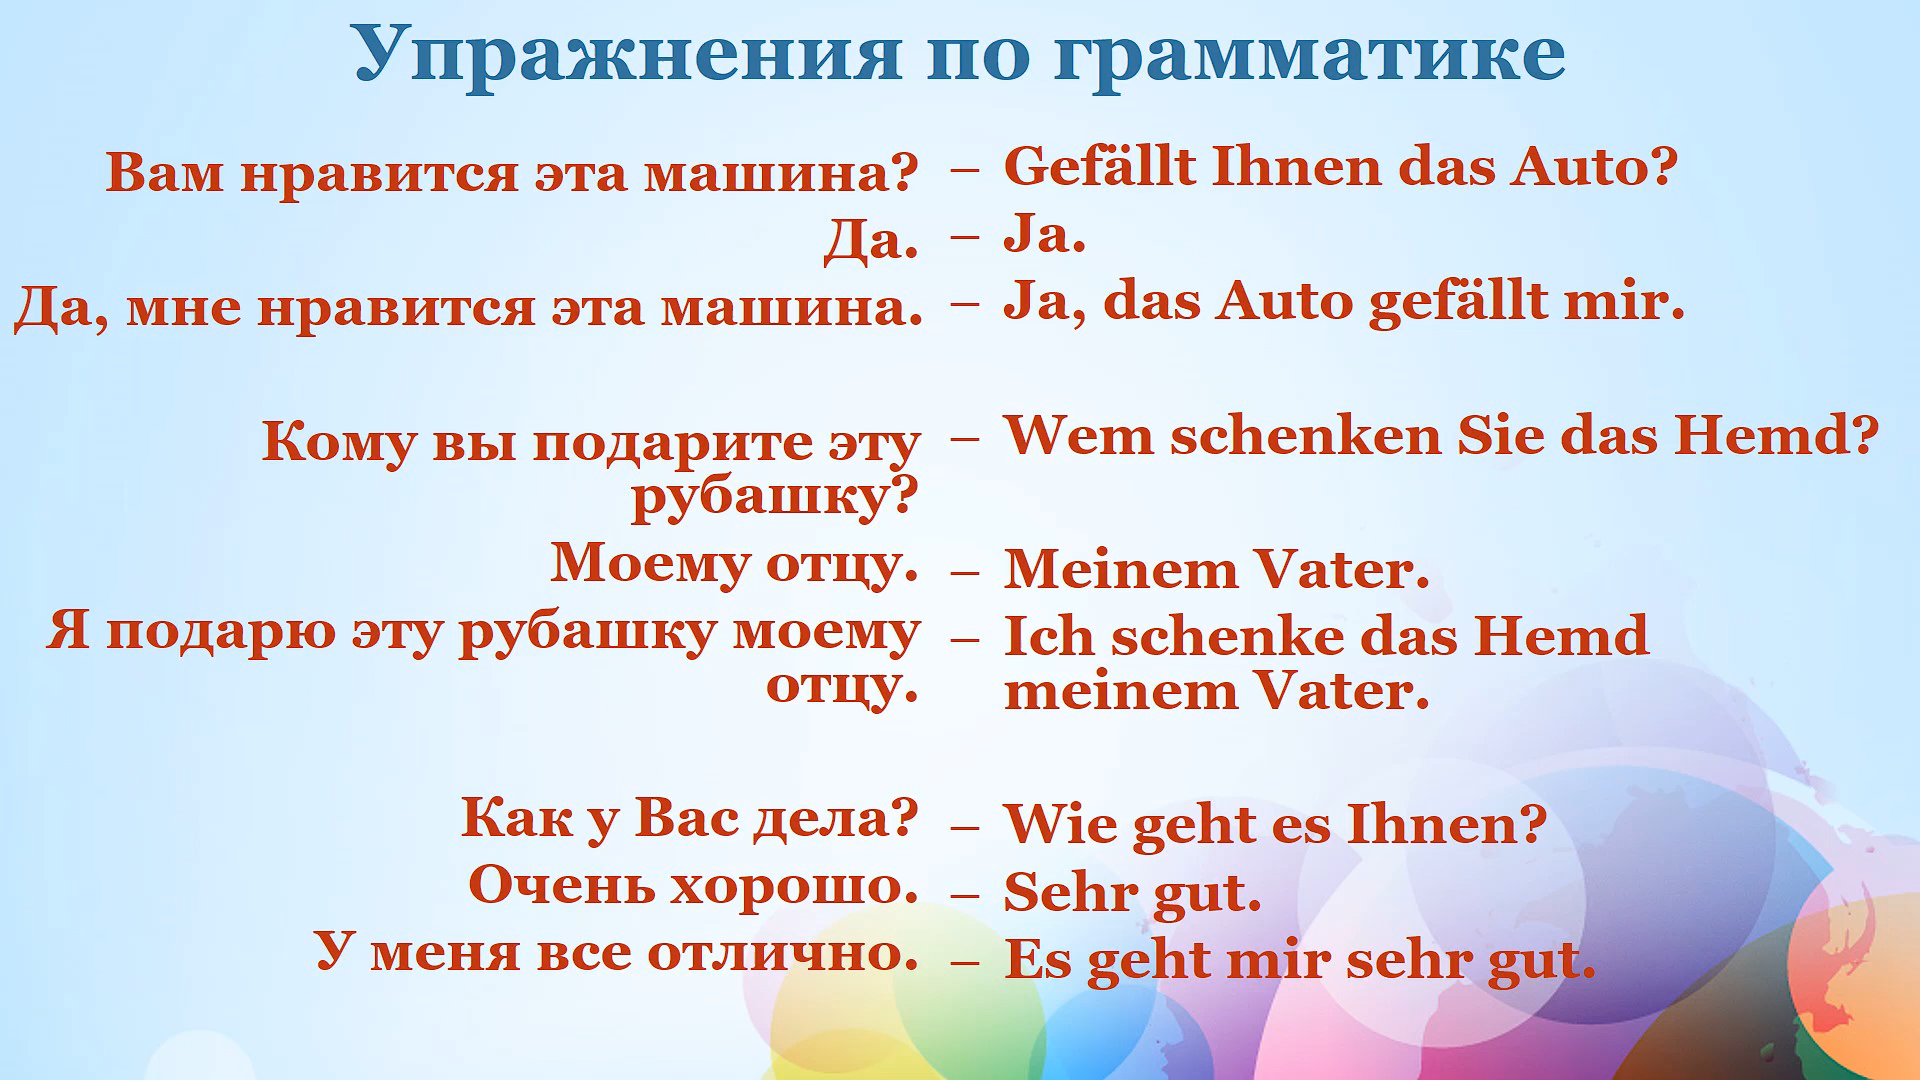 Упражнения по грамматике
Вам нравится эта машина? – Gefällt Ihnen das Auto?
Да. – Ja.
Да, мне нравится эта машина. – Ja, das Auto gefällt mir.
Кому вы подарите эту – Wem schenken Sie das Hemd?
рубашку?
Моему отцу. – Meinem Vater.
Я подарю эту рубашку моему – Ich schenke das Hemd
отцу. meinem Vater.
Как у Вас дела? – Wie geht es Ihnen?
Очень хорошо. – Sehr gut.
У меня все отлично. – Es geht mir sehr gut.